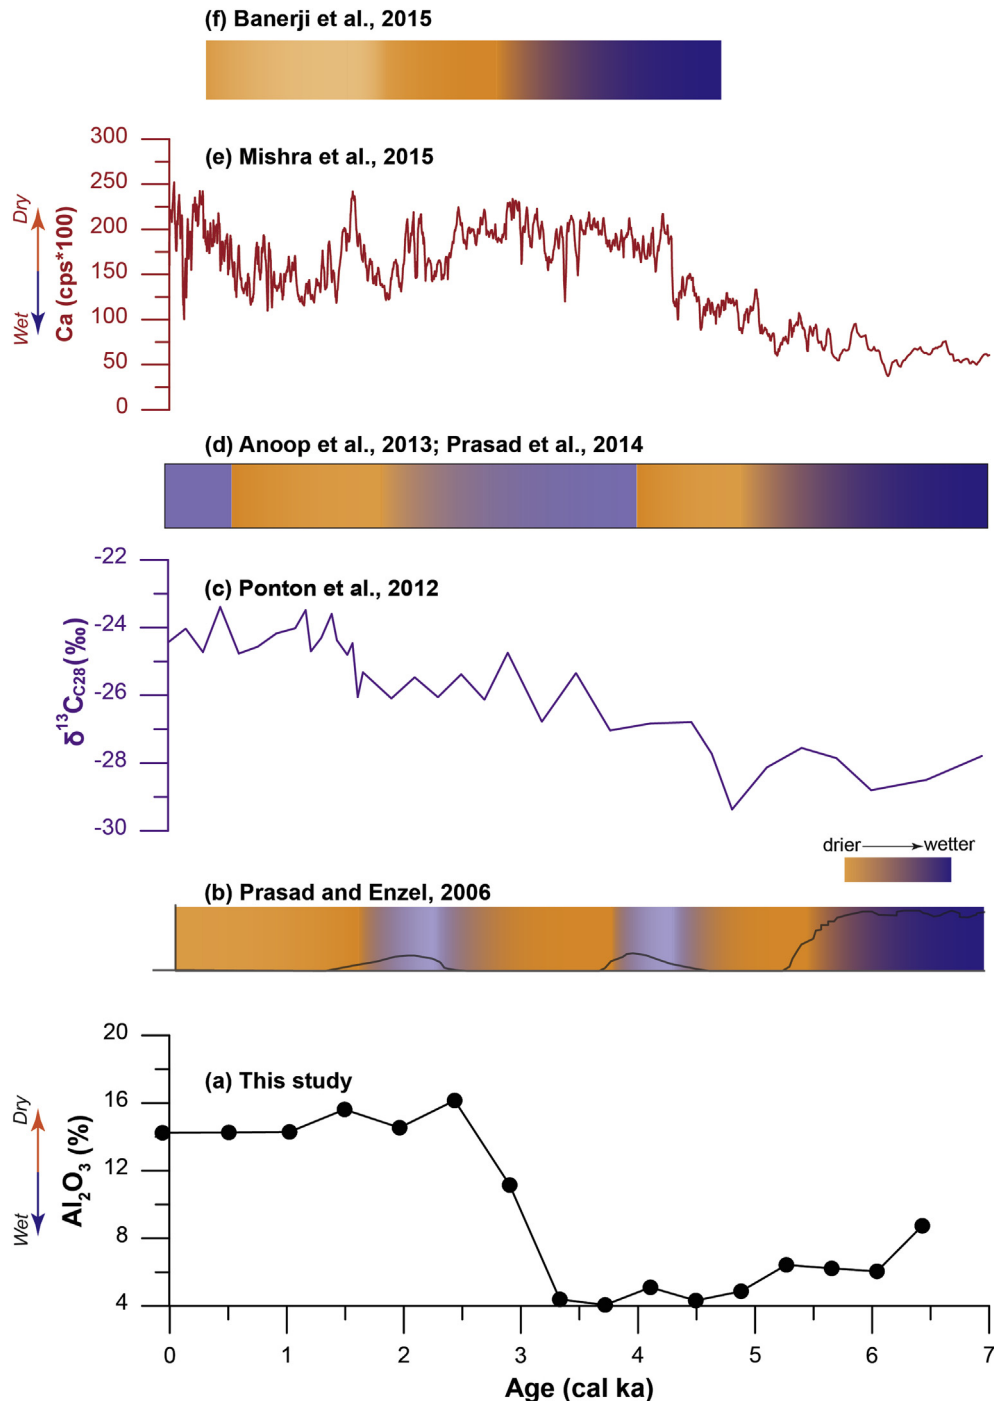 (f) Banerji et al., 2015
300
250
200
150
100
50
0
Dry
Wet
Ca (cps*100)
(e) Mishra et al., 2015
(d) Anoop et al., 2013; Prasad et al., 2014
-22
-24
-26
-28
-30
δ¹³C_C28(‰)
(c) Ponton et al., 2012
drier wetter
(b) Prasad and Enzel, 2006
20
16
12
8
4
Dry
Wet
Al₂O₃ (%)
(a) This study
0 1 2 3 4 5 6 7
Age (cal ka)